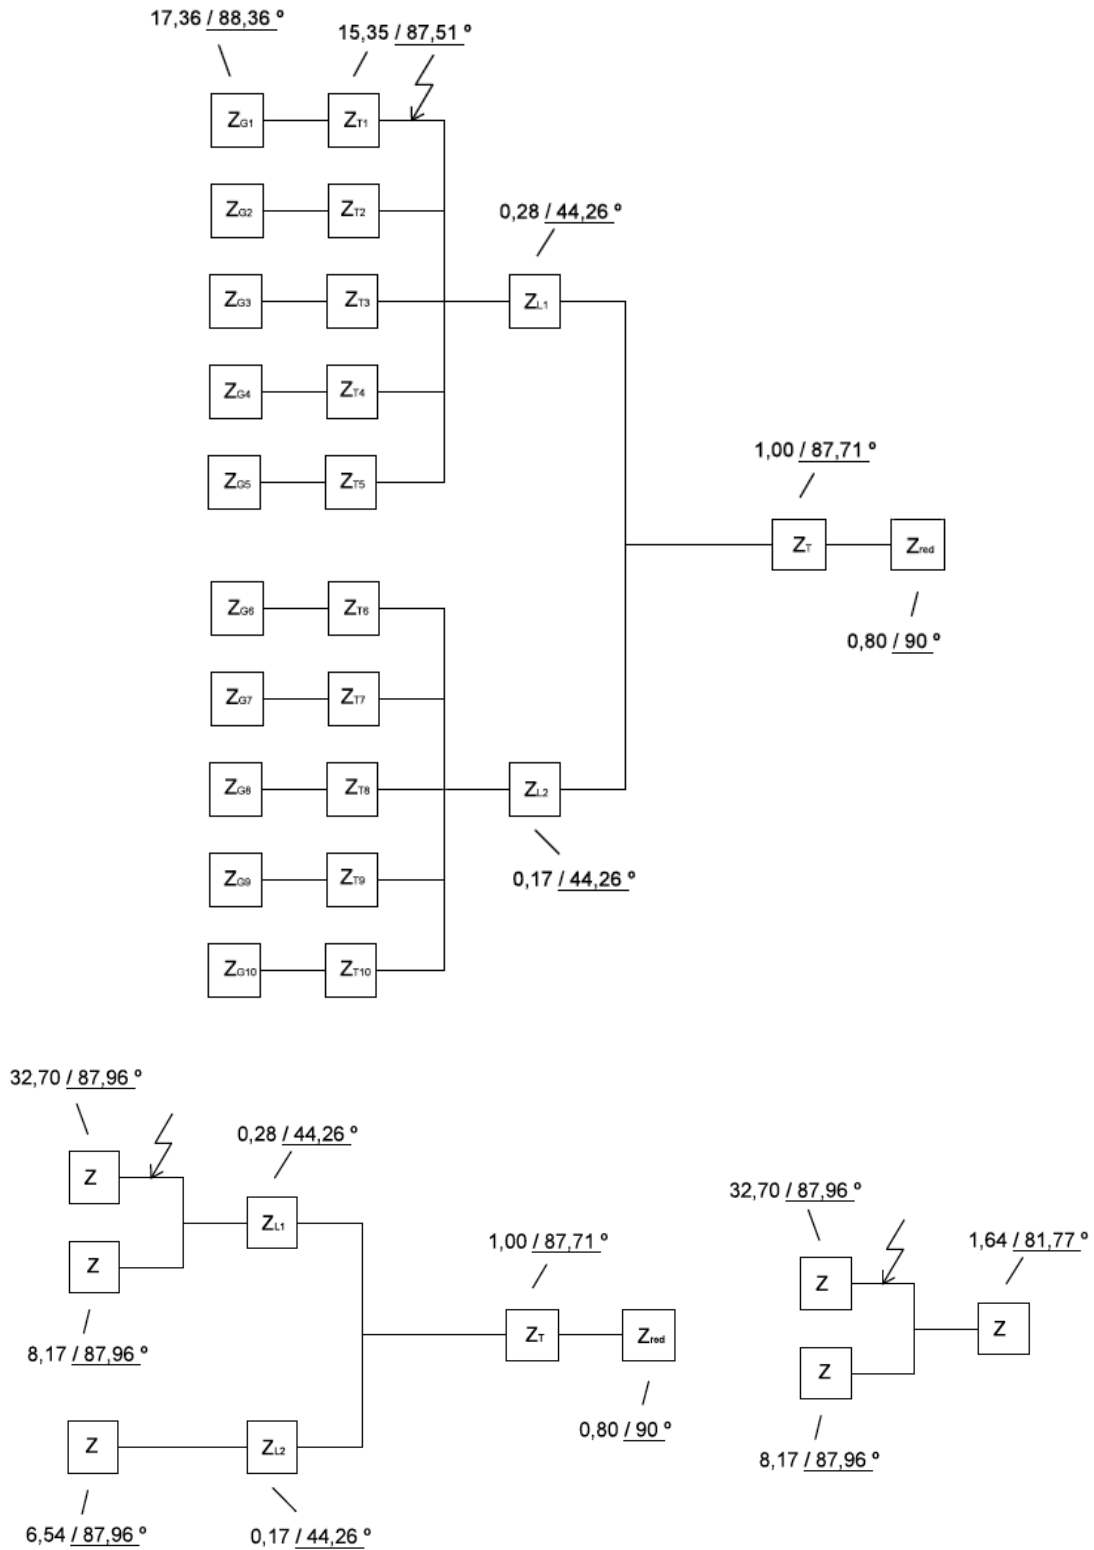 17,36 / 88,36 º
15,35 / 87,51 º
ZG1 ZT1
ZG2 ZT2
0,28 / 44,26 º
ZG3 ZT3 ZL1
ZG4 ZT4
1,00 / 87,71 º
ZG5 ZT5
ZT Zred
ZG6 ZT6
0,80 / 90 º
ZG7 ZT7
ZG8 ZT8 ZL2
ZG9 ZT9
0,17 / 44,26 º
ZG10 ZT10
32,70 / 87,96 º
0,28 / 44,26 º
Z
ZL1
Z
8,17 / 87,96 º
1,00 / 87,71 º
ZT Zred
0,80 / 90 º
Z ZL2
6,54 / 87,96 º
0,17 / 44,26 º
32,70 / 87,96 º
1,64 / 81,77 º
Z
Z
Z
8,17 / 87,96 º